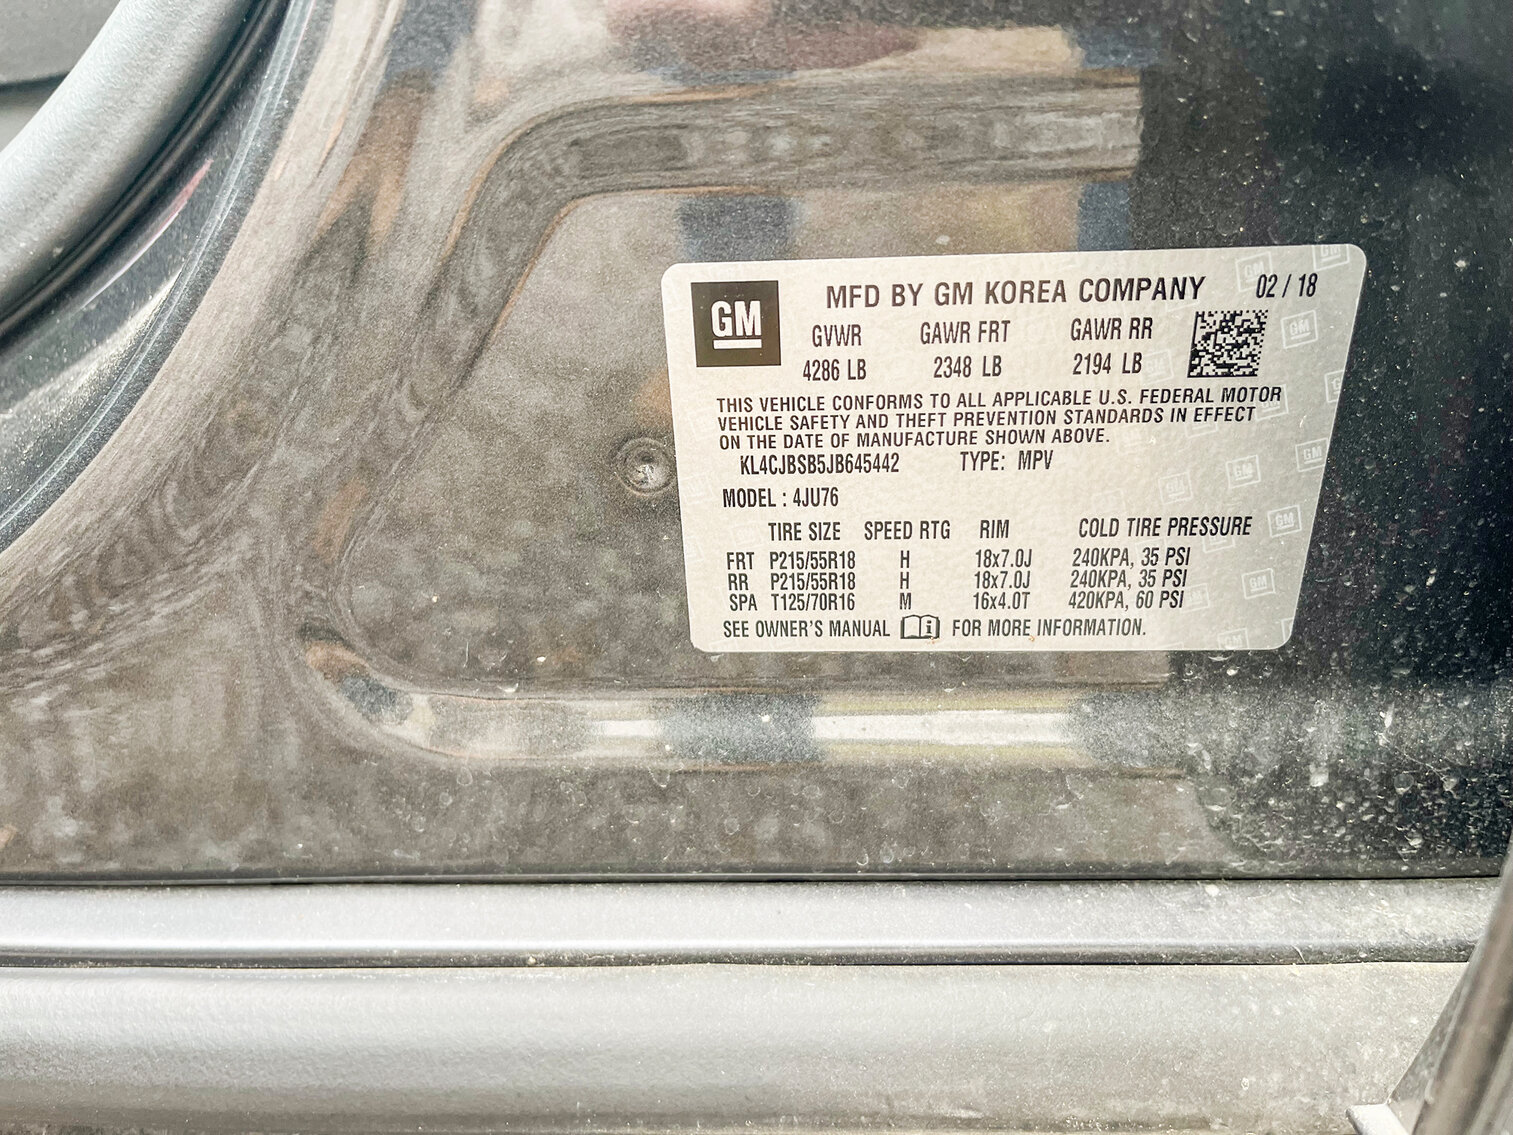 GM
MFD BY GM KOREA COMPANY 02 / 18
GVWR GAWR FRT GAWR RR
4286 LB 2348 LB 2194 LB
THIS VEHICLE CONFORMS TO ALL APPLICABLE U.S. FEDERAL MOTOR
VEHICLE SAFETY AND THEFT PREVENTION STANDARDS IN EFFECT
ON THE DATE OF MANUFACTURE SHOWN ABOVE.
KL4CJBSB5JB645442 TYPE: MPV
MODEL : 4JU76
TIRE SIZE SPEED RTG RIM COLD TIRE PRESSURE
FRT P215/55R18 H 18x7.0J 240KPA, 35 PSI
RR P215/55R18 H 18x7.0J 240KPA, 35 PSI
SPA T125/70R16 M 16x4.0T 420KPA, 60 PSI
SEE OWNER'S MANUAL i FOR MORE INFORMATION.